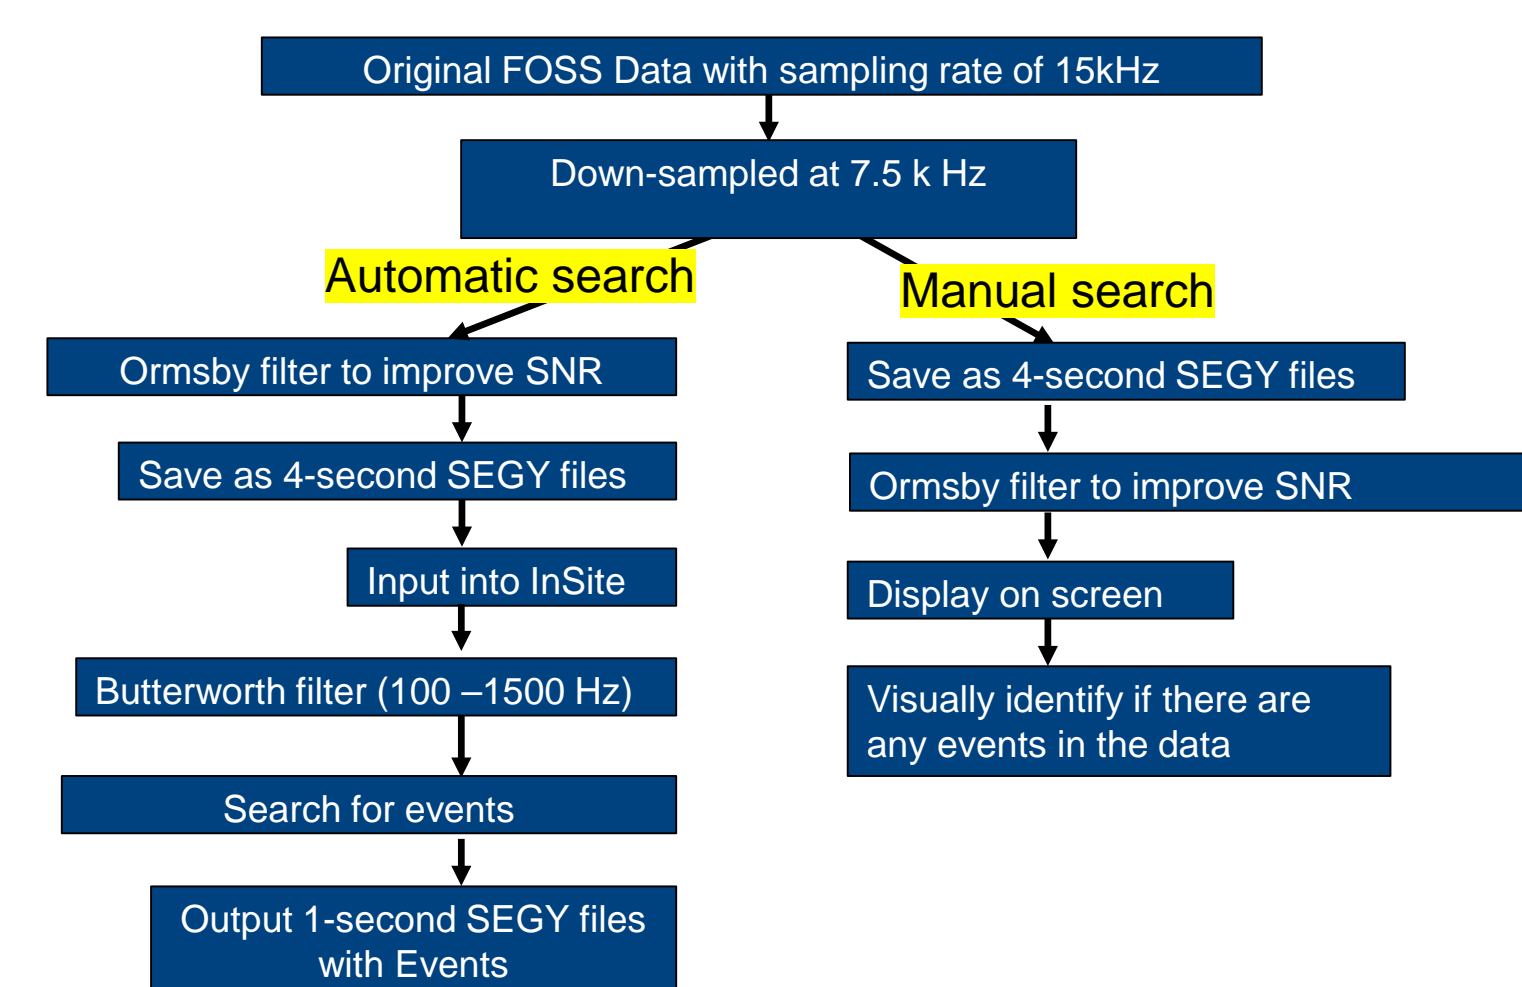 Original FOSS Data with sampling rate of 15kHz
Down-sampled at 7.5 k Hz
Automatic search
Manual search
Ormsby filter to improve SNR
Save as 4-second SEGY files
Input into InSite
Butterworth filter (100 –1500 Hz)
Search for events
Output 1-second SEGY files
with Events
Save as 4-second SEGY files
Ormsby filter to improve SNR
Display on screen
Visually identify if there are
any events in the data